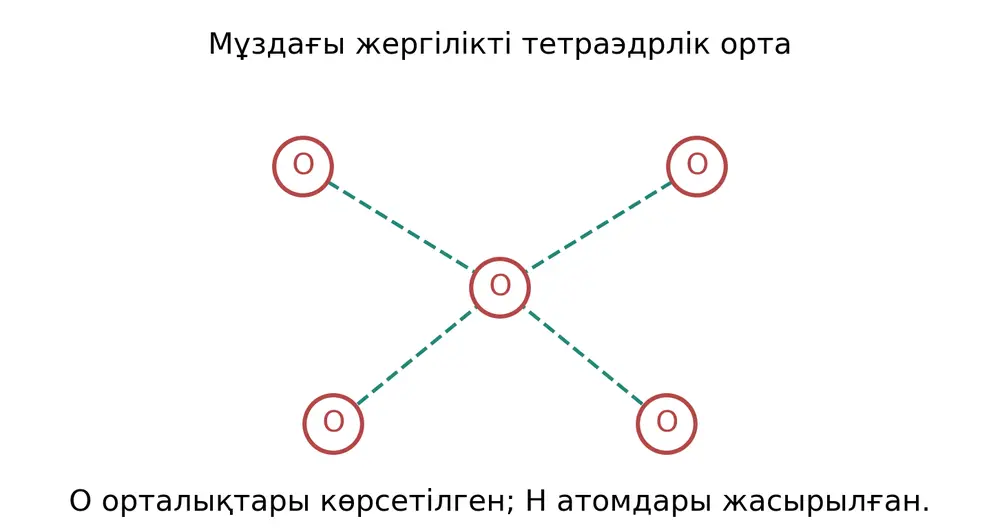 Мұздағы жергілікті тетраэдрлік орта
O
O
O
O
O
O орталықтары көрсетілген; H атомдары жасырылған.